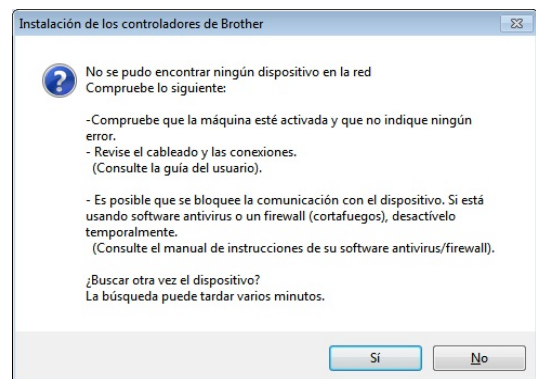 Instalación de los controladores de Brother
No se pudo encontrar ningún dispositivo en la red
Compruebe lo siguiente:
-Compruebe que la máquina esté activada y que no indique ningún
error.
- Revise el cableado y las conexiones.
(Consulte la guía del usuario).
- Es posible que se bloquee la comunicación con el dispositivo. Si está
usando software antivirus o un firewall (cortafuegos), desactívelo
temporalmente.
(Consulte el manual de instrucciones de su software antivirus/firewall).
¿Buscar otra vez el dispositivo?
La búsqueda puede tardar varios minutos.
Sí
No